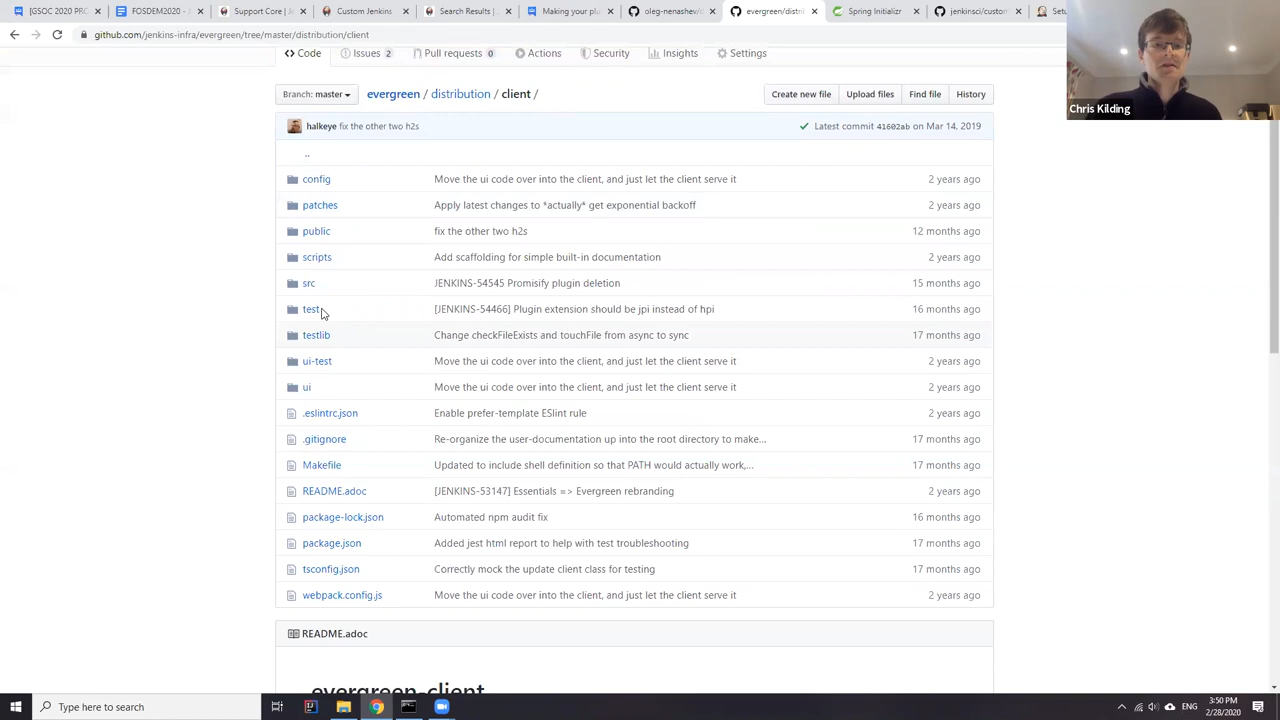 [GSOC 2020 PRO
FOSDEM2020 -
Support Core J
Custom Jenkins
Search Results [
Making your plu
oleg-nenashev/
evergreen/distri
Spring Initializr
jenksci/custom
Setu
github.com/jenkins-infra/evergreen/tree/master/distribution/client
Code
Issues 2
Pull requests 0
Actions
Security
Insights
Settings
Branch: master
evergreen / distribution / client /
Create new file
Upload files
Find file
History
halkeye fix the other two h2s
Latest commit 41602ab on Mar 14, 2019
..
config Move the ui code over into the client, and just let the client serve it 2 years ago
patches Apply latest changes to *actually* get exponential backoff 2 years ago
public fix the other two h2s 12 months ago
scripts Add scaffolding for simple built-in documentation 2 years ago
src JENKINS-54545 Promisify plugin deletion 15 months ago
test [JENKINS-54466] Plugin extension should be jpi instead of hpi 16 months ago
testlib Change checkFileExists and touchFile from async to sync 17 months ago
ui-test Move the ui code over into the client, and just let the client serve it 2 years ago
ui Move the ui code over into the client, and just let the client serve it 2 years ago
.eslintrc.json Enable prefer-template ESlint rule 2 years ago
.gitignore Re-organize the user-documentation up into the root directory to make... 17 months ago
Makefile Updated to include shell definition so that PATH would actually work,... 17 months ago
README.adoc [JENKINS-53147] Essentials => Evergreen rebranding 2 years ago
package-lock.json Automated npm audit fix 16 months ago
package.json Added jest html report to help with test troubleshooting 17 months ago
tsconfig.json Correctly mock the update client class for testing 17 months ago
webpack.config.js Move the ui code over into the client, and just let the client serve it 2 years ago
README.adoc
evergreen-client
Chris Kilding
Type here to search
ENG
3:50 PM
2/28/2020